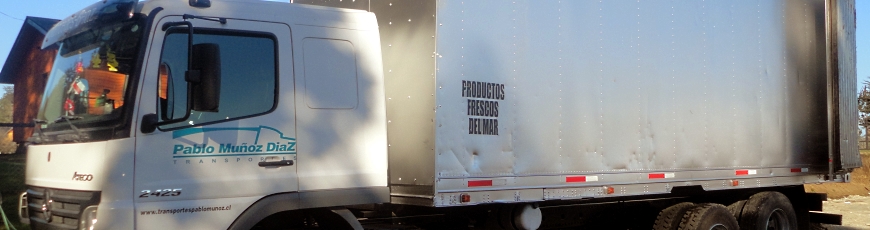 Pablo Muñoz Diaz
TRANSPORTES
2425
www.transportespablomunoz.cl
PRODUCTOS
FRESCOS
DEL MAR